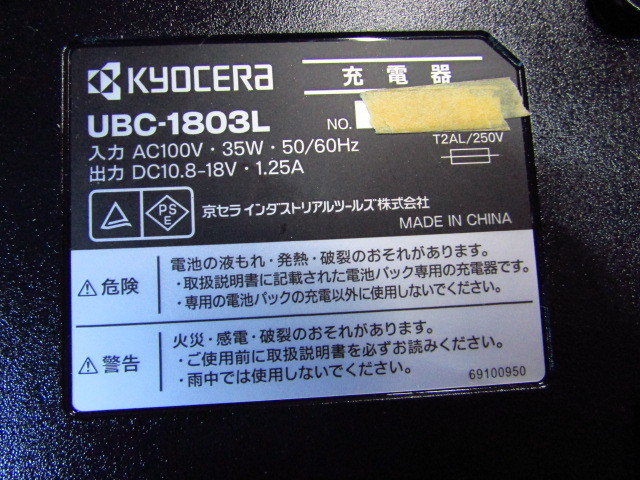 KYOCERA 充電器
UBC-1803L NO.
入力 AC100V・35W・50/60Hz T2AL/250V
出力 DC10.8-18V・1.25A
PS E 京セラインダストリアルツールズ株式会社
MADE IN CHINA
電池の液もれ・発熱・破裂のおそれがあります。
⚠危険 ・取扱説明書に記載された電池パック専用の充電器です。
・専用の電池パックの充電以外に使用しないでください。
火災・感電・破裂のおそれがあります。
⚠警告 ・ご使用前に取扱説明書を必ずお読みください。
・雨中では使用しないでください。 69100950